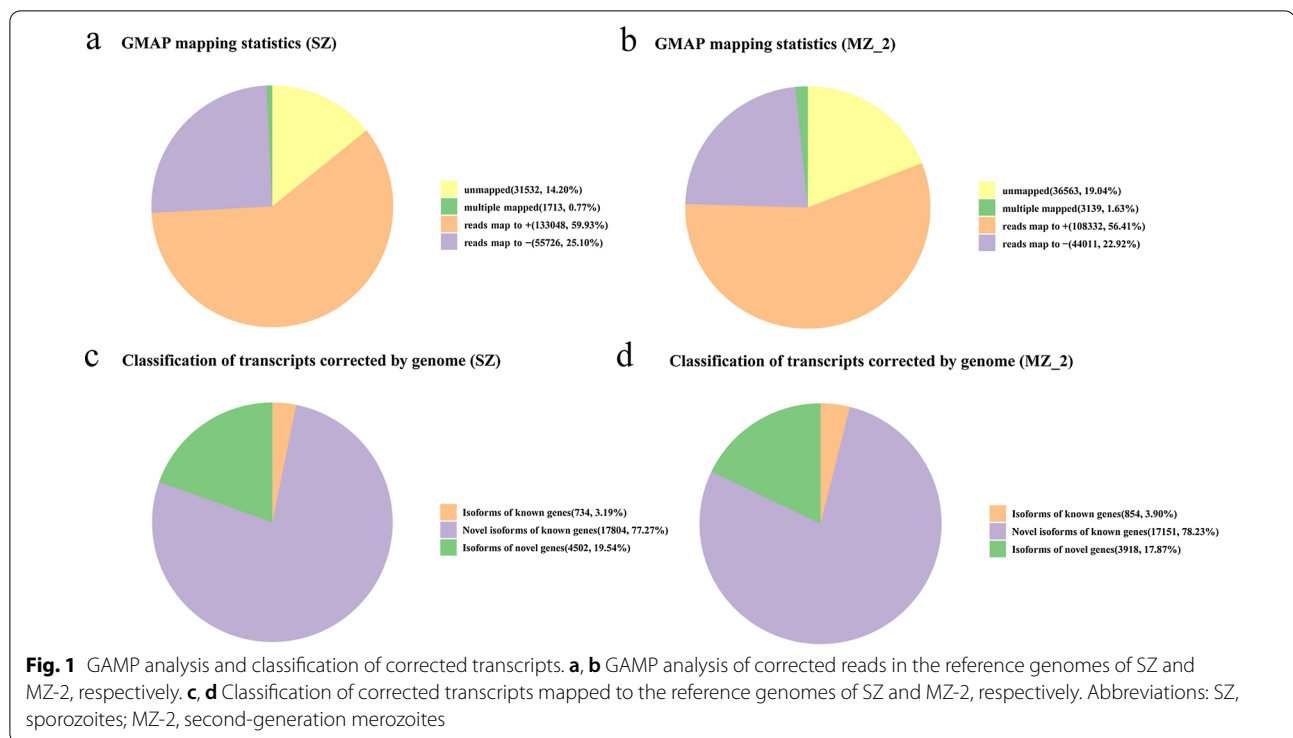 a GMAP mapping statistics (SZ)
unmapped(31532, 14.20%)
multiple mapped(1713, 0.77%)
reads map to +(133048, 59.93%)
reads map to −(55726, 25.10%)
b GMAP mapping statistics (MZ_2)
unmapped(36563, 19.04%)
multiple mapped(3139, 1.63%)
reads map to +(108332, 56.41%)
reads map to −(44011, 22.92%)
c Classification of transcripts corrected by genome (SZ)
Isoforms of known genes(734, 3.19%)
Novel isoforms of known genes(17804, 77.27%)
Isoforms of novel genes(4502, 19.54%)
d Classification of transcripts corrected by genome (MZ_2)
Isoforms of known genes(854, 3.90%)
Novel isoforms of known genes(17151, 78.23%)
Isoforms of novel genes(3918, 17.87%)
Fig. 1 GAMP analysis and classification of corrected transcripts. a, b GAMP analysis of corrected reads in the reference genomes of SZ and
MZ-2, respectively. c, d Classification of corrected transcripts mapped to the reference genomes of SZ and MZ-2, respectively. Abbreviations: SZ,
sporozoites; MZ-2, second-generation merozoites